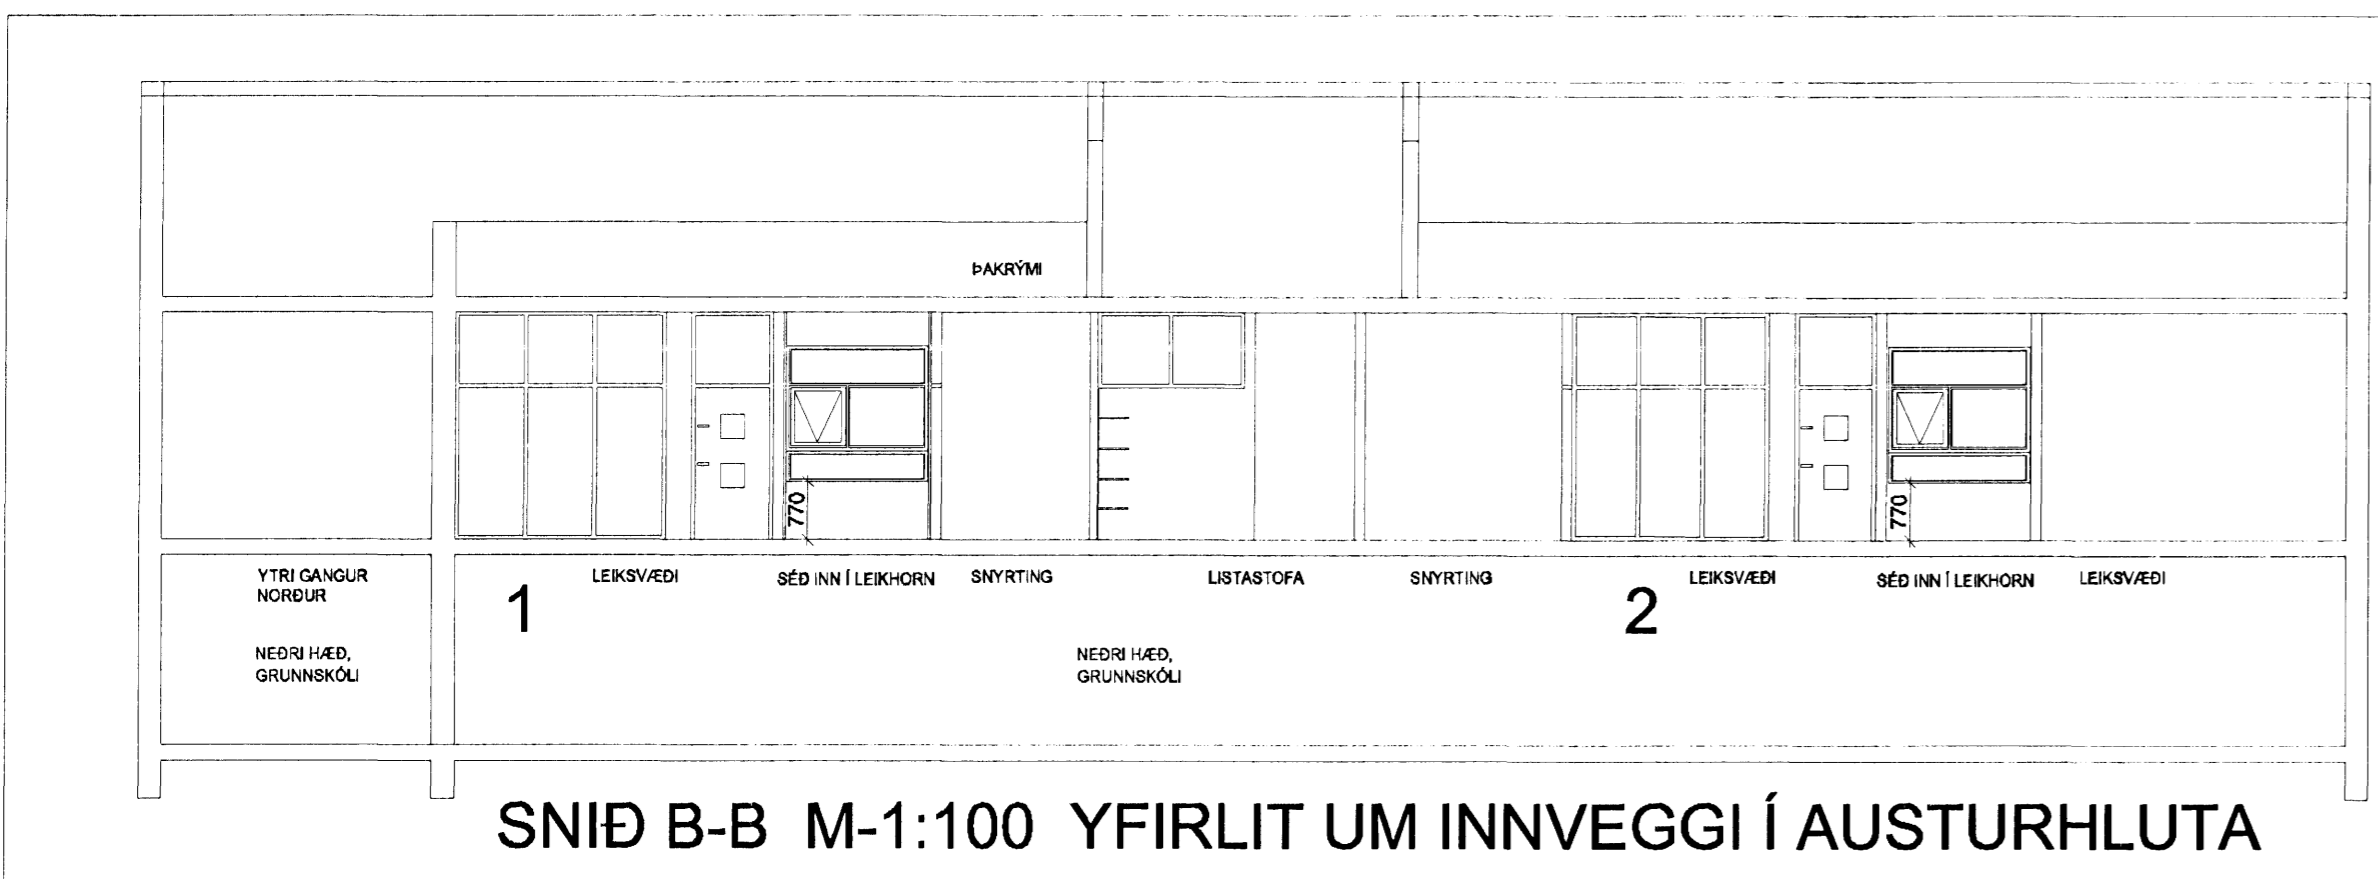 ÞAKRÝMI
770
770
YTRI GANGUR
NORÐUR
1
LEIKSVÆÐI
SÉÐ INN Í LEIKHORN
SNYRTING
LISTASTOFA
SNYRTING
2
LEIKSVÆÐI
SÉÐ INN Í LEIKHORN
LEIKSVÆÐI
NEÐRI HÆÐ,
GRUNNSKÓLI
NEÐRI HÆÐ,
GRUNNSKÓLI
SNIÐ B-B M-1:100 YFIRLIT UM INNVEGGI Í AUSTURHLUTA